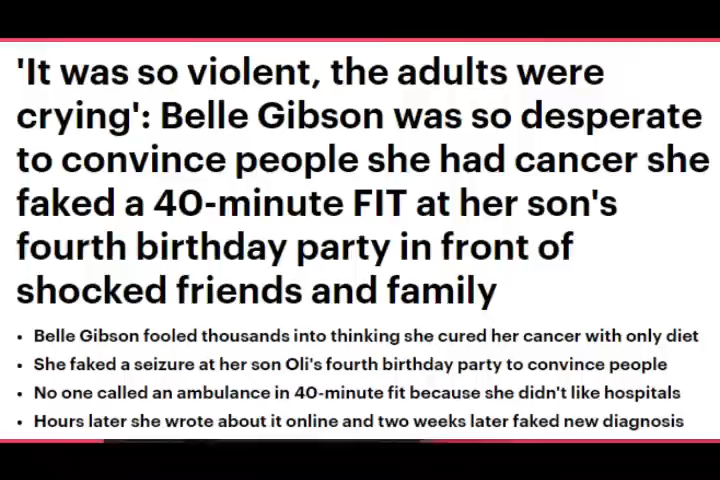 'It was so violent, the adults were
crying': Belle Gibson was so desperate
to convince people she had cancer she
faked a 40-minute FIT at her son's
fourth birthday party in front of
shocked friends and family
• Belle Gibson fooled thousands into thinking she cured her cancer with only diet
• She faked a seizure at her son Oli's fourth birthday party to convince people
• No one called an ambulance in 40-minute fit because she didn't like hospitals
• Hours later she wrote about it online and two weeks later faked new diagnosis